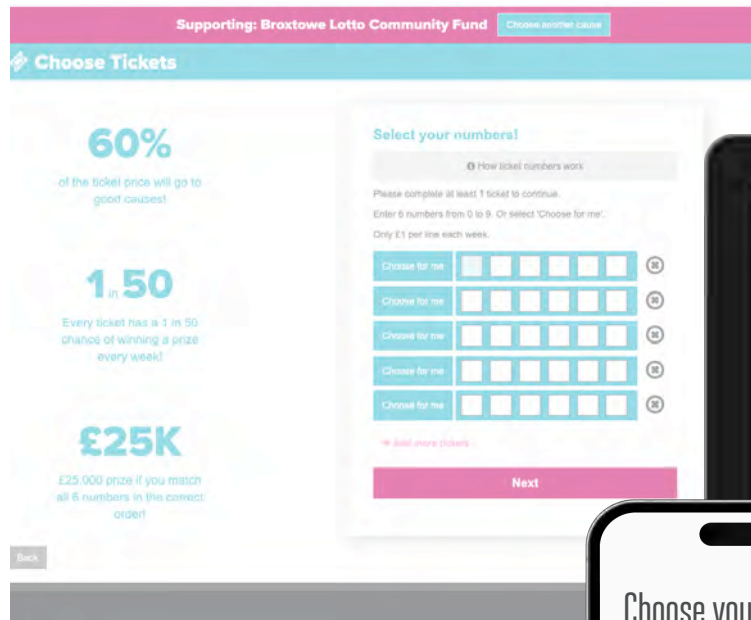 Supporting: Broxtowe Lotto Community Fund Choose another cause
Choose Tickets
60%
of the ticket price will go to
good causes!
1 in 50
Every ticket has a 1 in 50
chance of winning a prize
every week!
£25K
£25,000 prize if you match
all 6 numbers in the correct
order!
Back
Select your numbers!
How ticket numbers work
Please complete at least 1 ticket to continue.
Enter 6 numbers from 0 to 9. Or select 'Choose for me'.
Only £1 per line each week.
Choose for me
Choose for me
Choose for me
Choose for me
Choose for me
Add more tickets
Next
Choose you